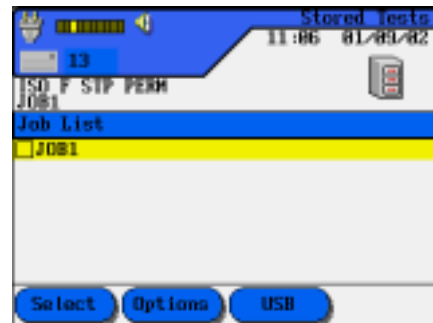 Stored Tests
11:06 01/09/02
13
ISO F STP PERM
JOB1
Job List
JOB1
Select Options USB